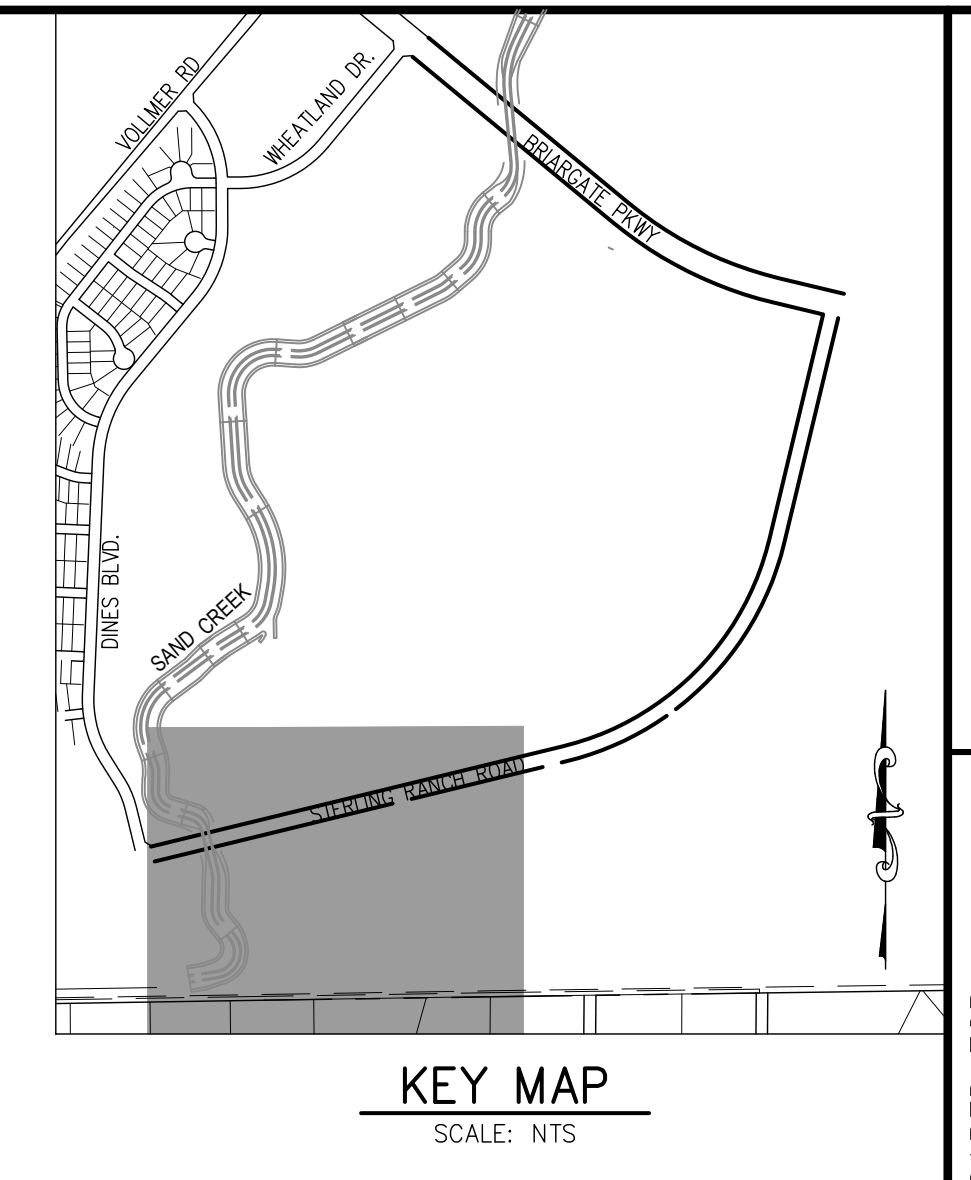 VOLLMER RD
WHEATLAND DR.
BRIARGATE PKWY
DINES BLVD.
SAND CREEK
STERLING RANCH ROAD
KEY MAP
SCALE: NTS